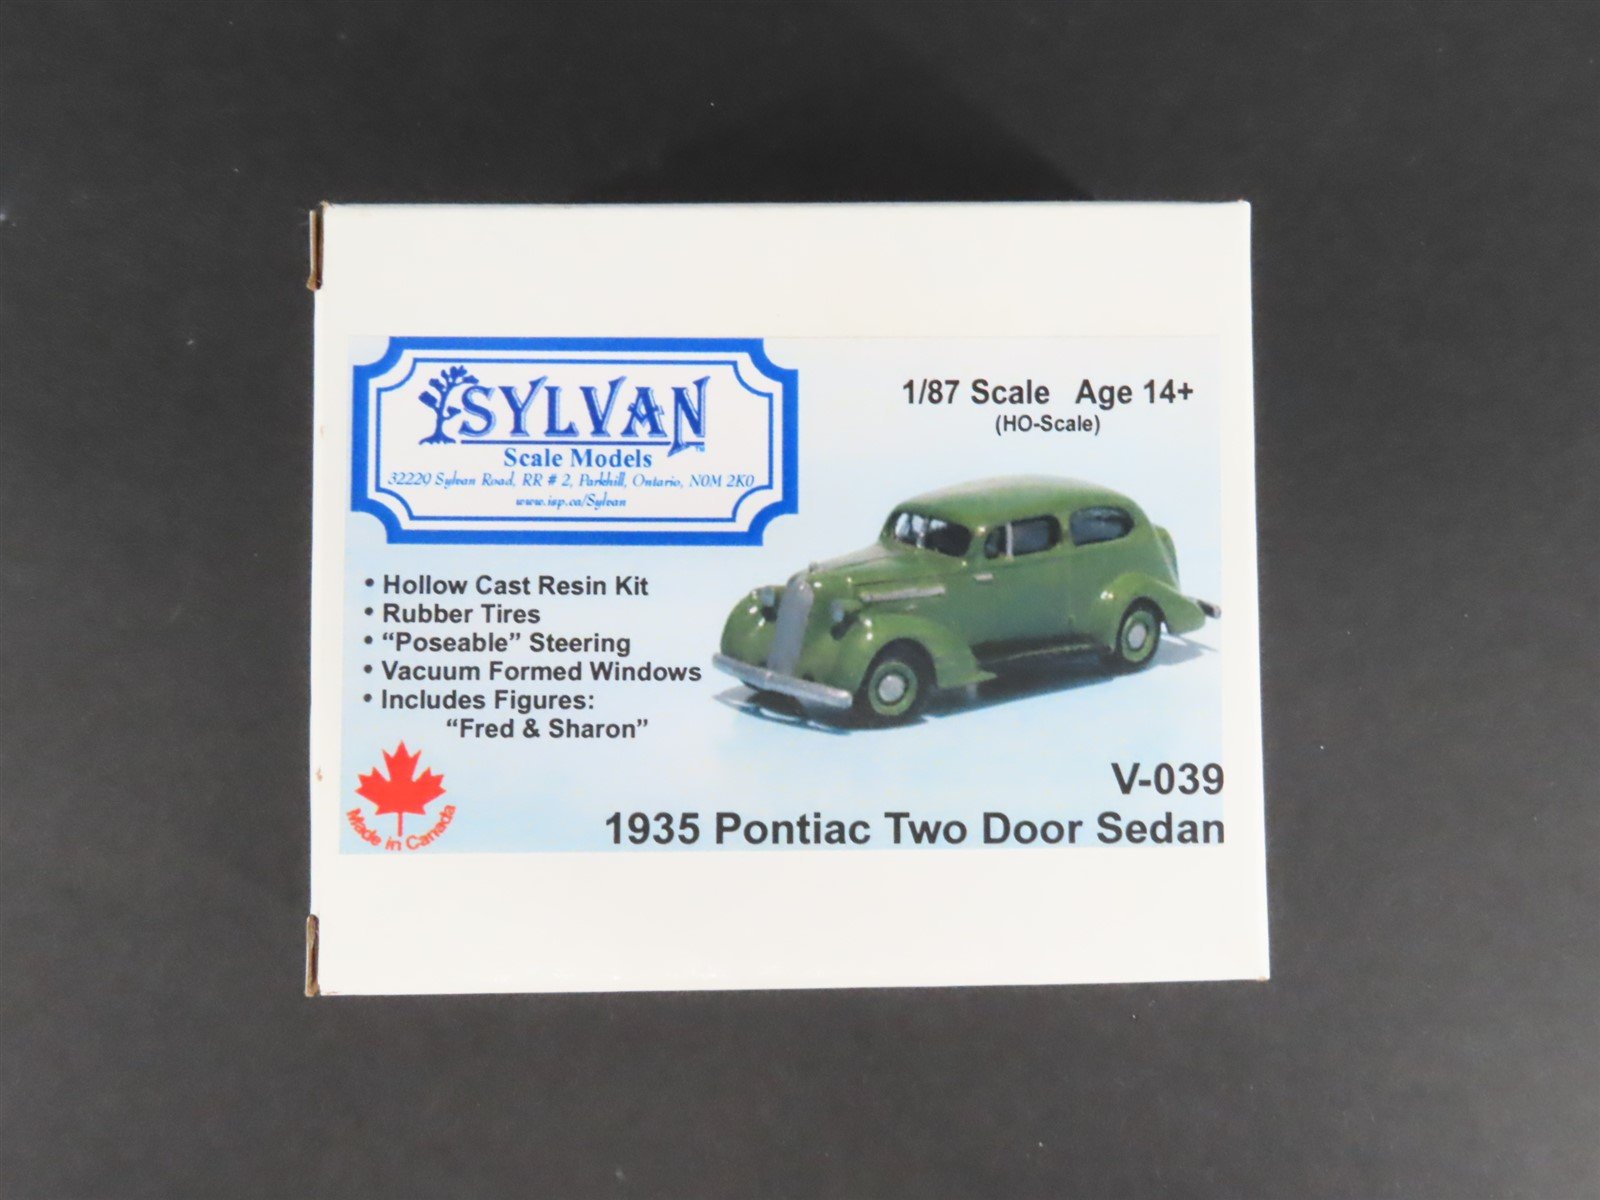 SYLVAN™
Scale Models
32229 Sylvan Road, RR # 2, Parkhill, Ontario, N0M 2K0
www.isp.ca/Sylvan
1/87 Scale Age 14+
(HO-Scale)
• Hollow Cast Resin Kit
• Rubber Tires
• “Poseable” Steering
• Vacuum Formed Windows
• Includes Figures:
“Fred & Sharon”
Made in Canada
V-039
1935 Pontiac Two Door Sedan